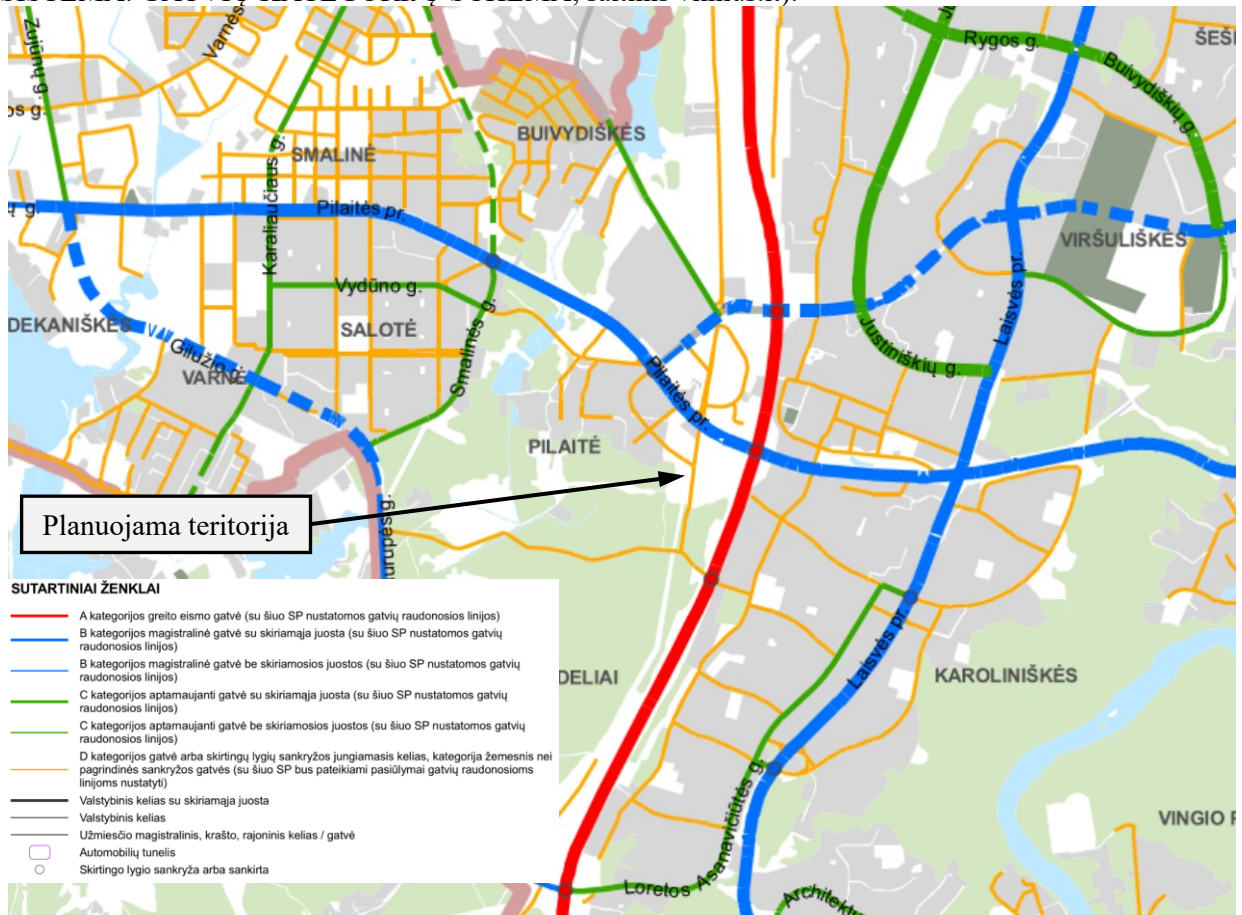 Rygos g.
ŠEŠ
Buivydiškių g.
Zujūnų g.
Varnės
BUIVYDIŠKĖS
SMALINĖ
Karaliaučiaus g.
Pilaitės pr.
VIRŠULIŠKĖS
Vydūno g.
Laisvės pr.
DEKANIŠKĖS
SALOTĖ
Smalinės g.
Justiniškių g.
Gilužio g.
VARNĖ
Pilaitės pr.
PILAITĖ
Planuojama teritorija
SUTARTINIAI ŽENKLAI
A kategorijos greito eismo gatvė (su šiuo SP nustatomos gatvių raudonosios linijos)
B kategorijos magistralinė gatvė su skiriamąja juosta (su šiuo SP nustatomos gatvių
raudonosios linijos)
B kategorijos magistralinė gatvė be skiriamosios juostos (su šiuo SP nustatomos gatvių
raudonosios linijos)
C kategorijos aptarnaujanti gatvė su skiriamąja juosta (su šiuo SP nustatomos gatvių
raudonosios linijos)
C kategorijos aptarnaujanti gatvė be skiriamosios juostos (su šiuo SP nustatomos gatvių
raudonosios linijos)
D kategorijos gatvė arba skirtingų lygių sankryžos jungiamasis kelias, kategorija žemesnis nei
pagrindinės sankryžos gatvės (su šiuo SP bus pateikiami pasiūlymai gatvių raudonosioms
linijoms nustatyti)
Valstybinis kelias su skiriamąja juosta
Valstybinis kelias
Užmiesčio magistralinis, krašto, rajoninis kelias / gatvė
Automobilių tunelis
Skirtingo lygio sankryža arba sankirta
DELIAI
Laisvės pr.
KAROLINIŠKĖS
VINGIO
Loretos Asanavičiūtės g.
Architekt